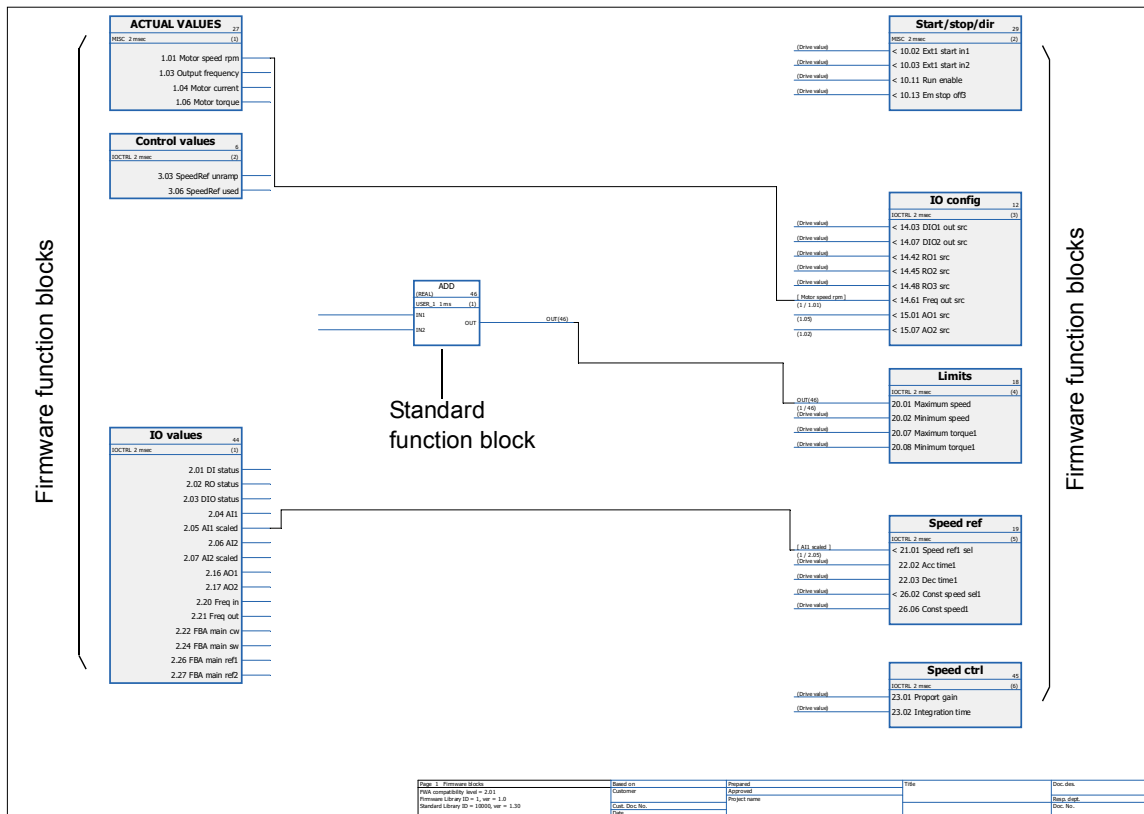 Firmware function blocks
ACTUAL VALUES
27
MISC 2 msec (1)
1.01 Motor speed rpm
1.03 Output frequency
1.04 Motor current
1.06 Motor torque
Control values
6
IOCTRL 2 msec (2)
3.03 SpeedRef unramp
3.06 SpeedRef used
IO values
44
IOCTRL 2 msec (1)
2.01 DI status
2.02 RO status
2.03 DIO status
2.04 AI1
2.05 AI1 scaled
2.06 AI2
2.07 AI2 scaled
2.16 AO1
2.17 AO2
2.20 Freq in
2.21 Freq out
2.22 FBA main cw
2.24 FBA main sw
2.26 FBA main ref1
2.27 FBA main ref2
ADD
(REAL) 46
USER_1 1 ms (1)
IN1
OUT
IN2
OUT(46)
Standard
function block
Start/stop/dir
29
MISC 2 msec (2)
(Drive value)
< 10.02 Ext1 start in1
(Drive value)
< 10.03 Ext1 start in2
(Drive value)
< 10.11 Run enable
(Drive value)
< 10.13 Em stop off3
IO config
12
IOCTRL 2 msec (3)
(Drive value)
< 14.03 DIO1 out src
(Drive value)
< 14.07 DIO2 out src
(Drive value)
< 14.42 RO1 src
(Drive value)
< 14.45 RO2 src
(Drive value)
< 14.48 RO3 src
[ Motor speed rpm ]
< 14.61 Freq out src
(1 / 1.01)
< 15.01 AO1 src
(1.05)
< 15.07 AO2 src
(1.02)
Limits
18
IOCTRL 2 msec (4)
OUT(46)
20.01 Maximum speed
(1 / 46)
(Drive value)
20.02 Minimum speed
(Drive value)
20.07 Maximum torque1
(Drive value)
20.08 Minimum torque1
Speed ref
19
IOCTRL 2 msec (5)
[ AI1 scaled ]
< 21.01 Speed ref1 sel
(1 / 2.05)
(Drive value)
22.02 Acc time1
(Drive value)
22.03 Dec time1
(Drive value)
< 26.02 Const speed sel1
(Drive value)
26.06 Const speed1
Speed ctrl
45
IOCTRL 2 msec (6)
(Drive value)
23.01 Proport gain
(Drive value)
23.02 Integration time
Firmware function blocks
Page 1 Firmware blocks
FWA compatibility level = 2.01
Firmware Library ID = 1, ver = 1.0
Standard Library ID = 10000, ver = 1.30
Based on
Customer
Cust. Doc. No.
Date
Prepared
Approved
Project name
Title
Doc. des.
Resp. dept.
Doc. No.